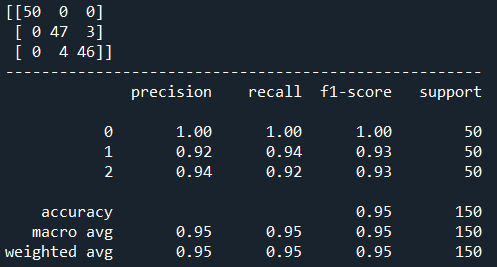 [[50  0  0]
 [ 0 47  3]
 [ 0  4 46]]
-----------------------------------------------------
              precision    recall  f1-score   support

           0       1.00      1.00      1.00        50
           1       0.92      0.94      0.93        50
           2       0.94      0.92      0.93        50

    accuracy                           0.95       150
   macro avg       0.95      0.95      0.95       150
weighted avg       0.95      0.95      0.95       150